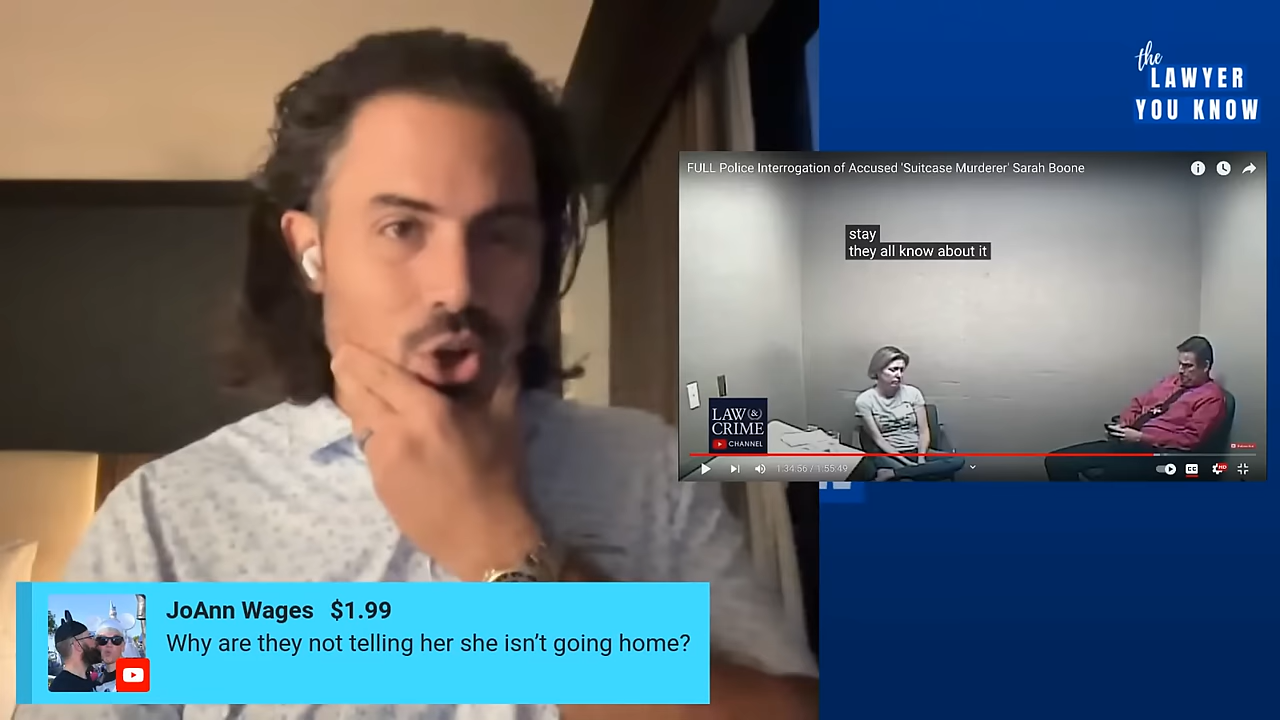 the
LAWYER
YOU KNOW
FULL Police Interrogation of Accused 'Suitcase Murderer' Sarah Boone
stay
they all know about it
LAW & CRIME
CHANNEL
1:34:56 / 1:55:49
CC
HD
JoAnn Wages $1.99
Why are they not telling her she isn’t going home?